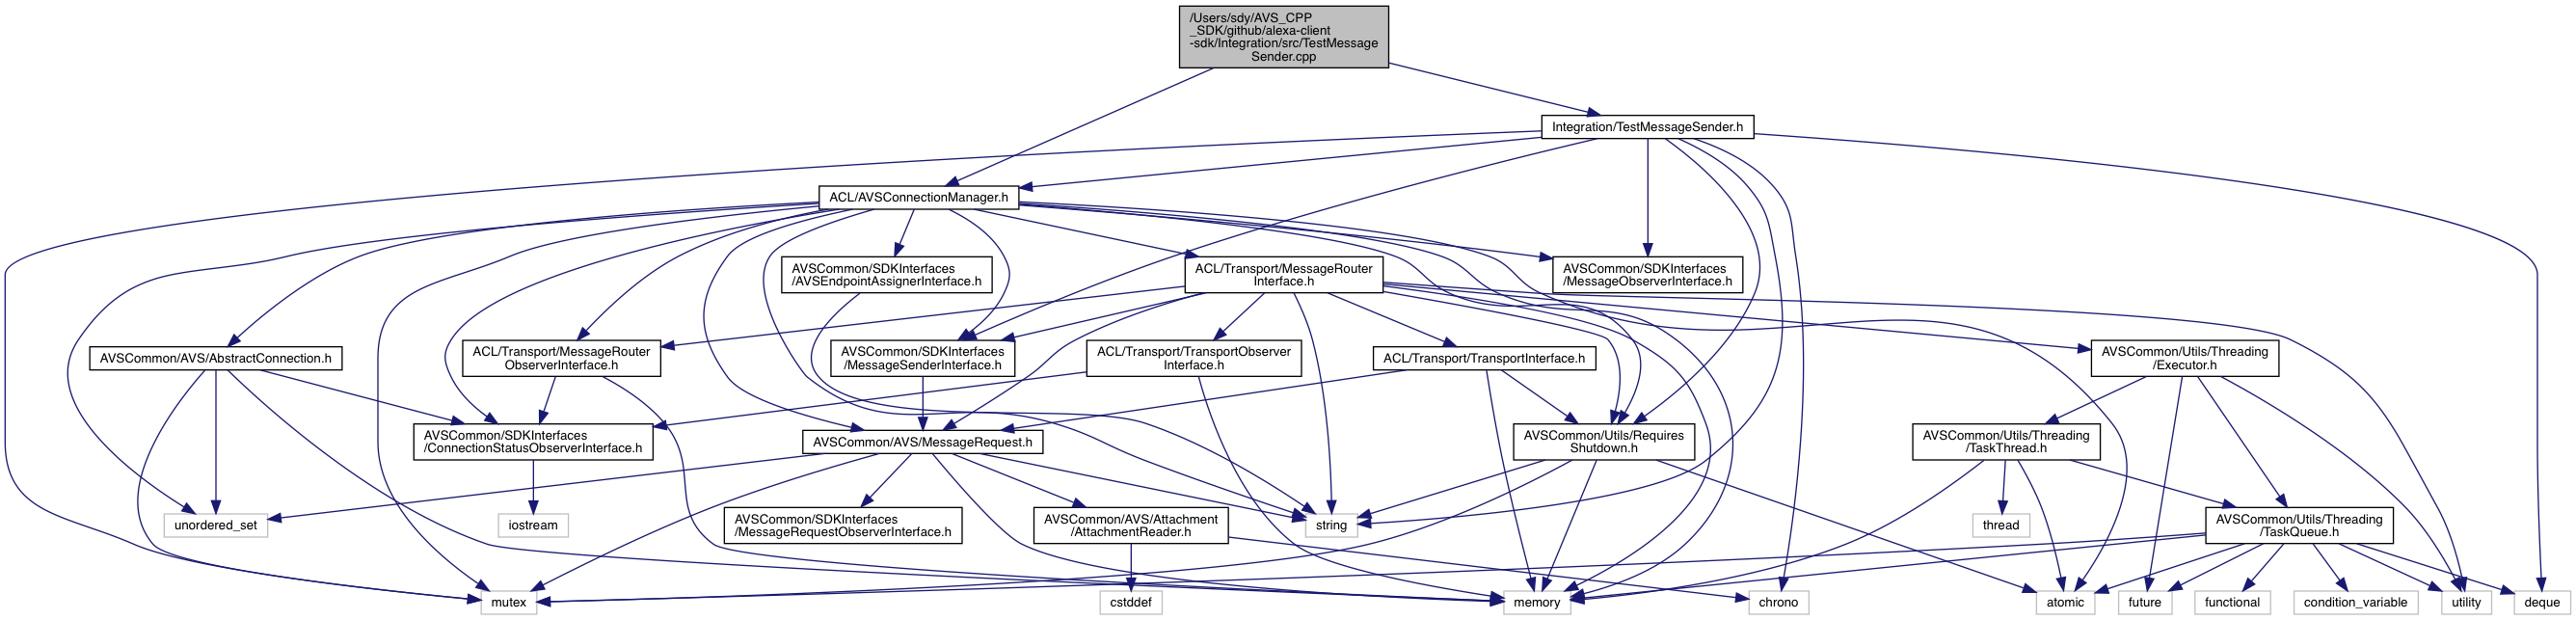 /Users/sdy/AVS_CPP
_SDK/github/alexa-client
-sdk/Integration/src/TestMessage
Sender.cpp
Integration/TestMessageSender.h
ACL/AVSConnectionManager.h
AVSCommon/SDKInterfaces
/AVSEndpointAssignerInterface.h
ACL/Transport/MessageRouter
Interface.h
AVSCommon/SDKInterfaces
/MessageObserverInterface.h
AVSCommon/AVS/AbstractConnection.h
ACL/Transport/MessageRouter
ObserverInterface.h
AVSCommon/SDKInterfaces
/MessageSenderInterface.h
ACL/Transport/TransportObserver
Interface.h
ACL/Transport/TransportInterface.h
AVSCommon/Utils/Threading
/Executor.h
AVSCommon/SDKInterfaces
/ConnectionStatusObserverInterface.h
AVSCommon/AVS/MessageRequest.h
AVSCommon/Utils/Requires
Shutdown.h
AVSCommon/Utils/Threading
/TaskThread.h
unordered_set
iostream
AVSCommon/SDKInterfaces
/MessageRequestObserverInterface.h
AVSCommon/AVS/Attachment
/AttachmentReader.h
string
thread
AVSCommon/Utils/Threading
/TaskQueue.h
mutex
cstddef
memory
chrono
atomic
future
functional
condition_variable
utility
deque